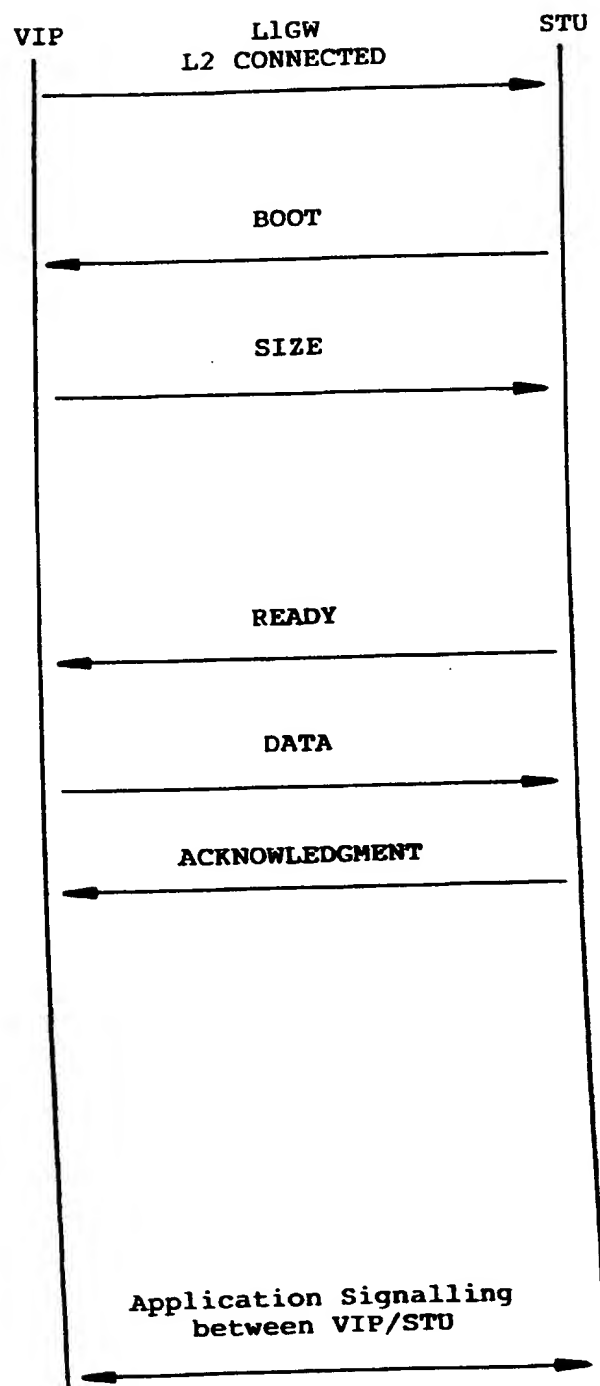 VIP L1GW STU
L2 CONNECTED
BOOT
SIZE
READY
DATA
ACKNOWLEDGMENT
Application Signalling
between VIP/STU